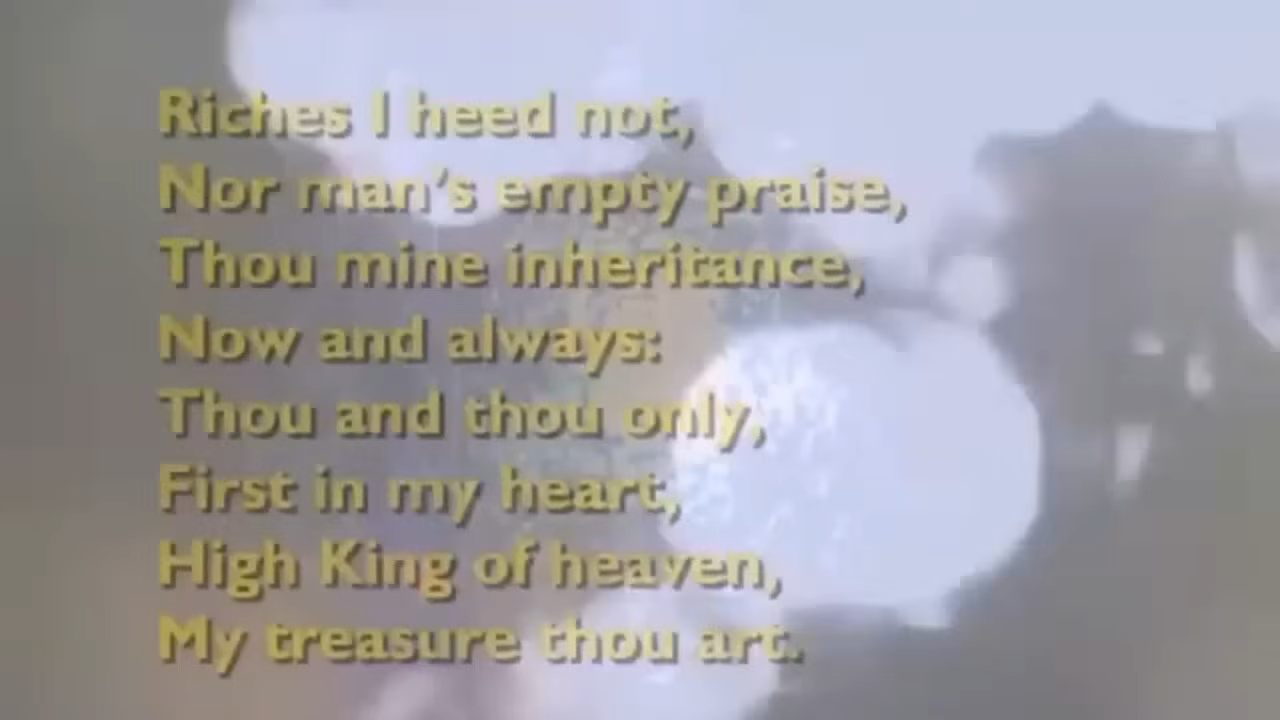 Riches I heed not,
Nor man's empty praise,
Thou mine inheritance,
Now and always:
Thou and thou only,
First in my heart,
High King of heaven,
My treasure thou art.